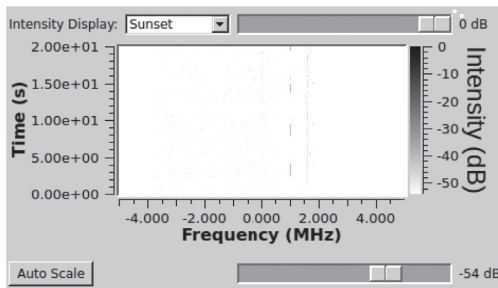 Intensity Display: Sunset 0 dB
2.00e+01
1.50e+01
1.00e+01
5.00e+00
0.00e+00
Time (s)
-4.000 -2.000 0.000 2.000 4.000
Frequency (MHz)
0
-10
-20
-30
-40
-50
Intensity (dB)
Auto Scale -54 dB